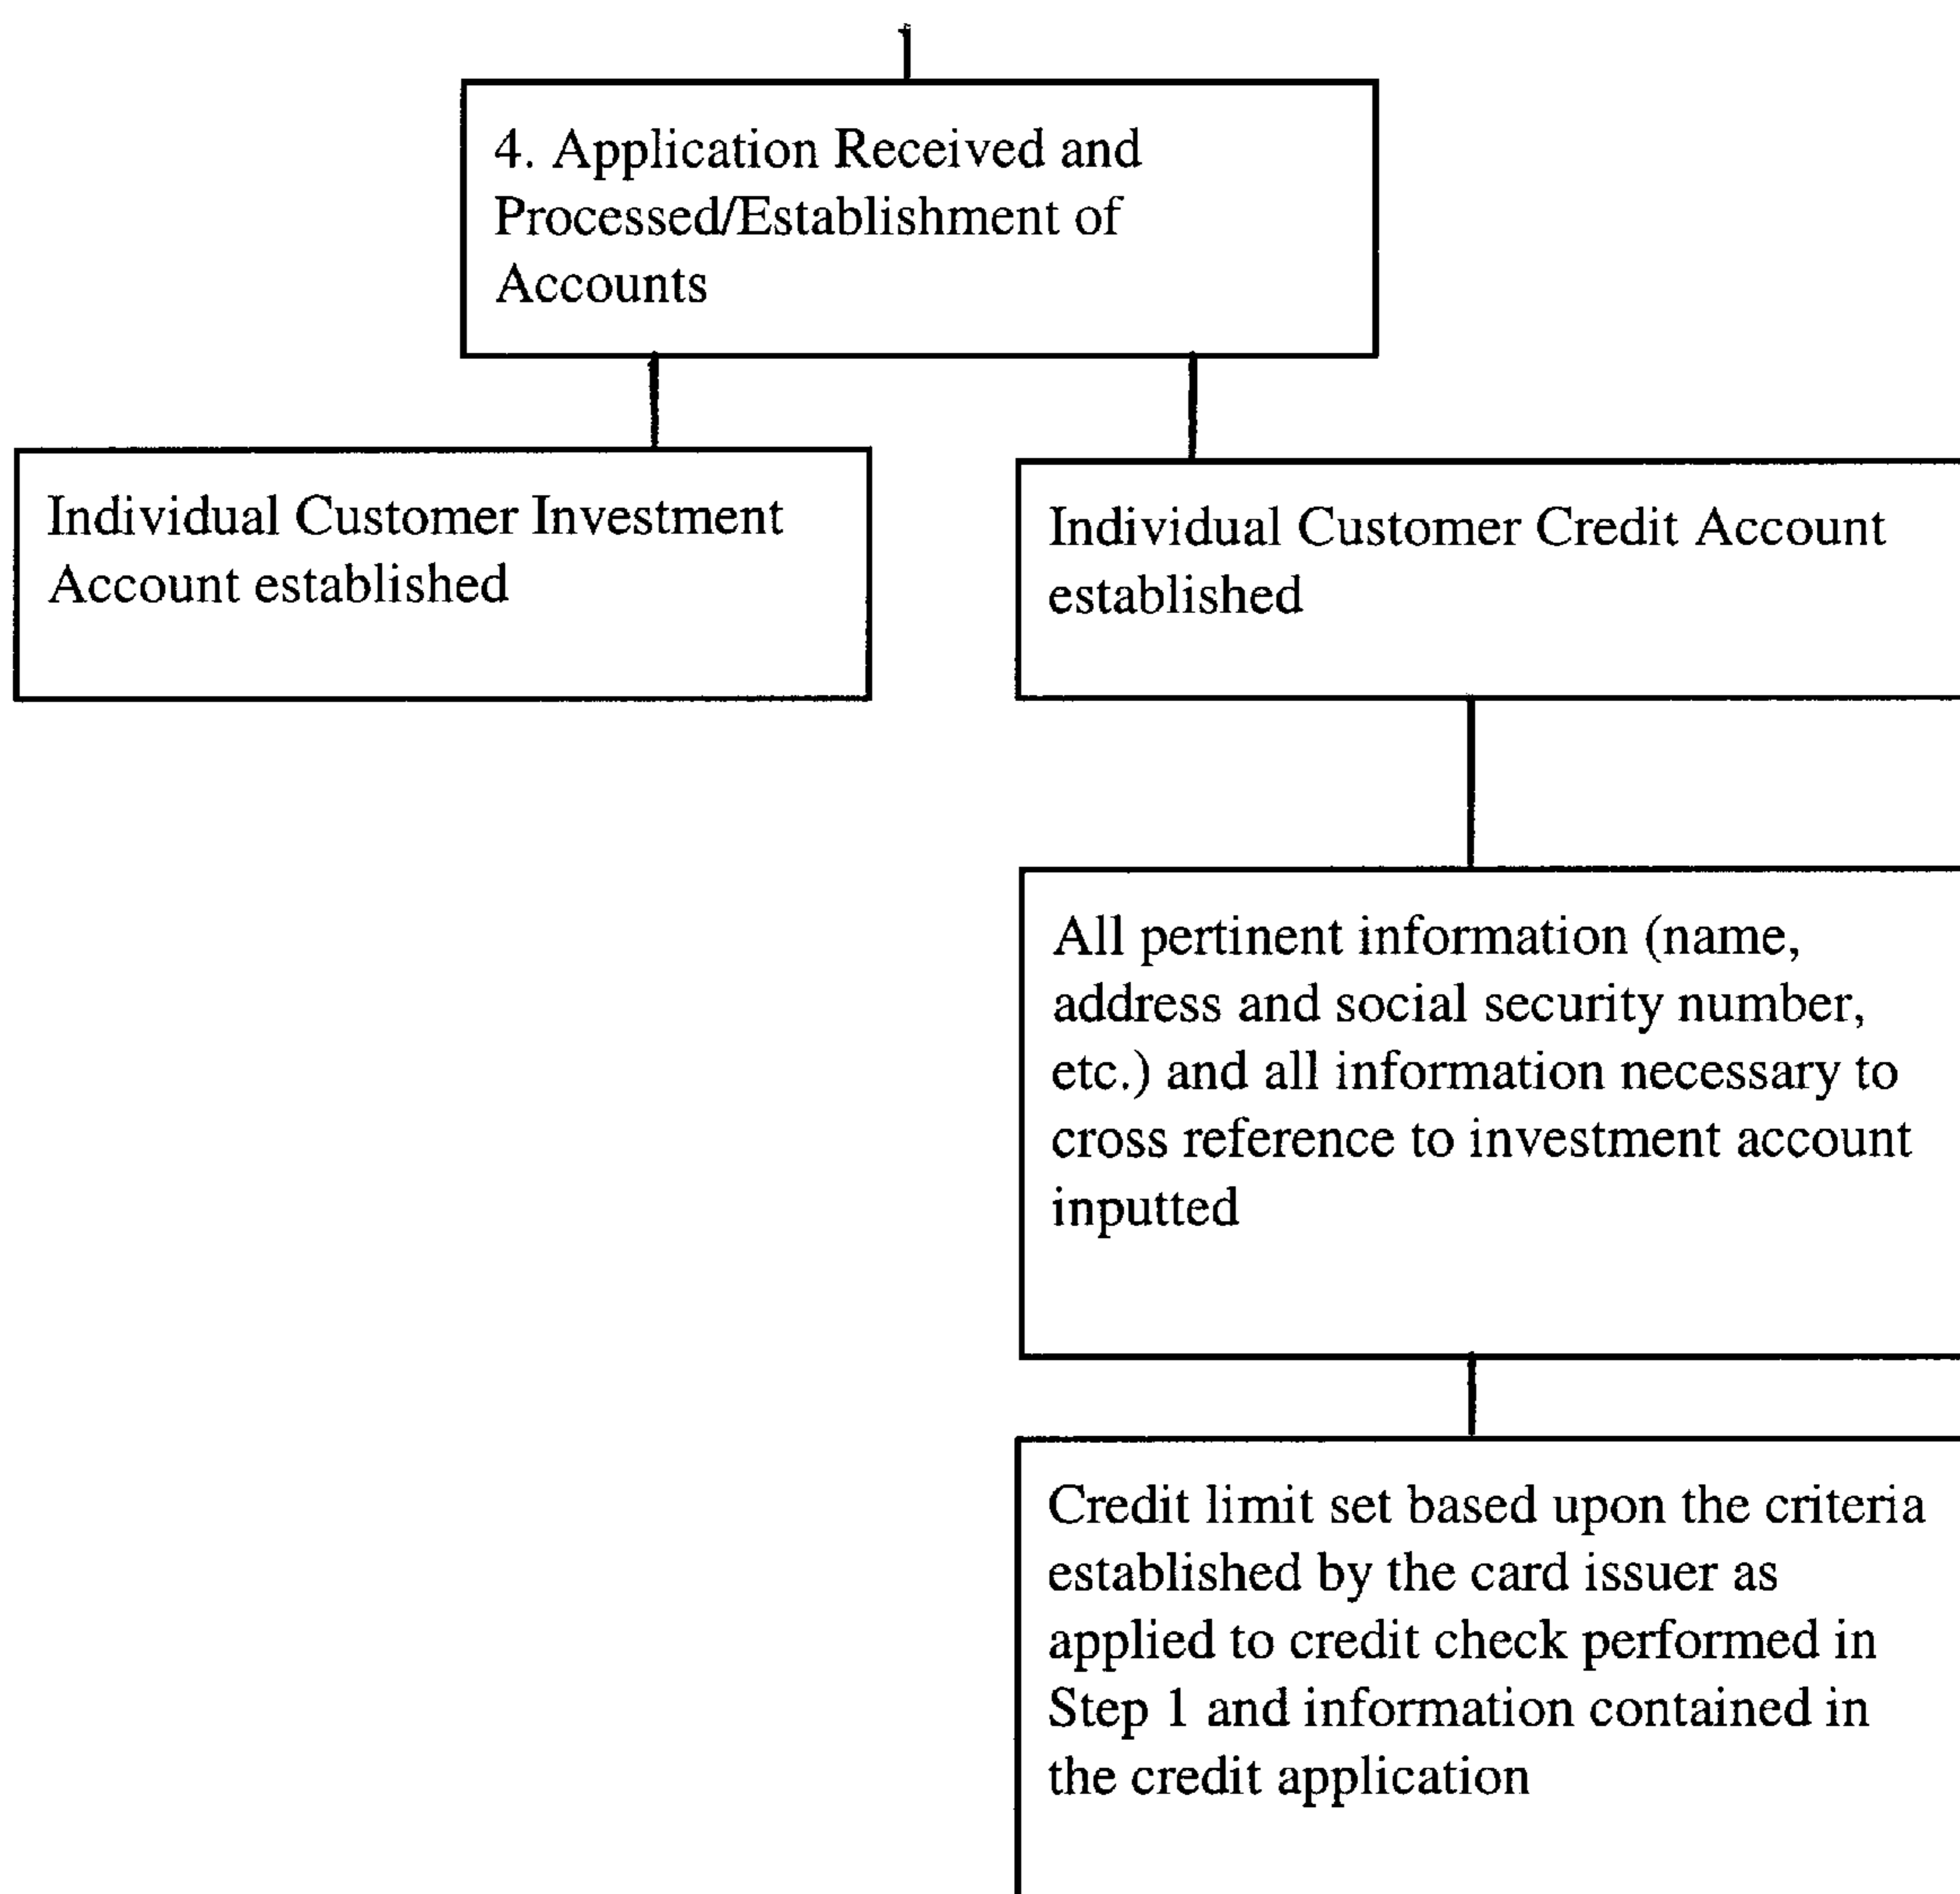 4. Application Received and
Processed/Establishment of
Accounts
Individual Customer Investment
Account established
Individual Customer Credit Account
established
All pertinent information (name,
address and social security number,
etc.) and all information necessary to
cross reference to investment account
inputted
Credit limit set based upon the criteria
established by the card issuer as
applied to credit check performed in
Step 1 and information contained in
the credit application